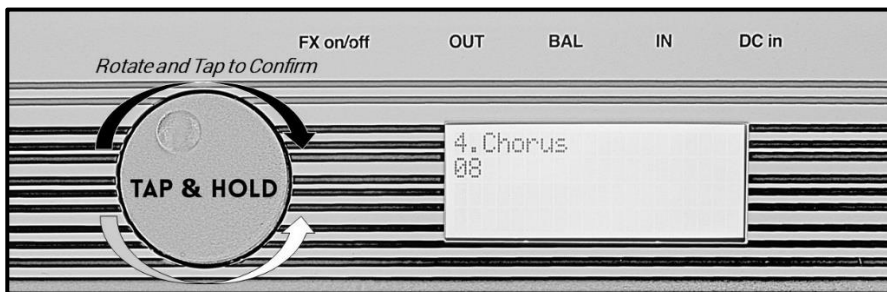 FX on/off OUT BAL IN DC in
Rotate and Tap to Confirm
TAP & HOLD
4.Chorus
08